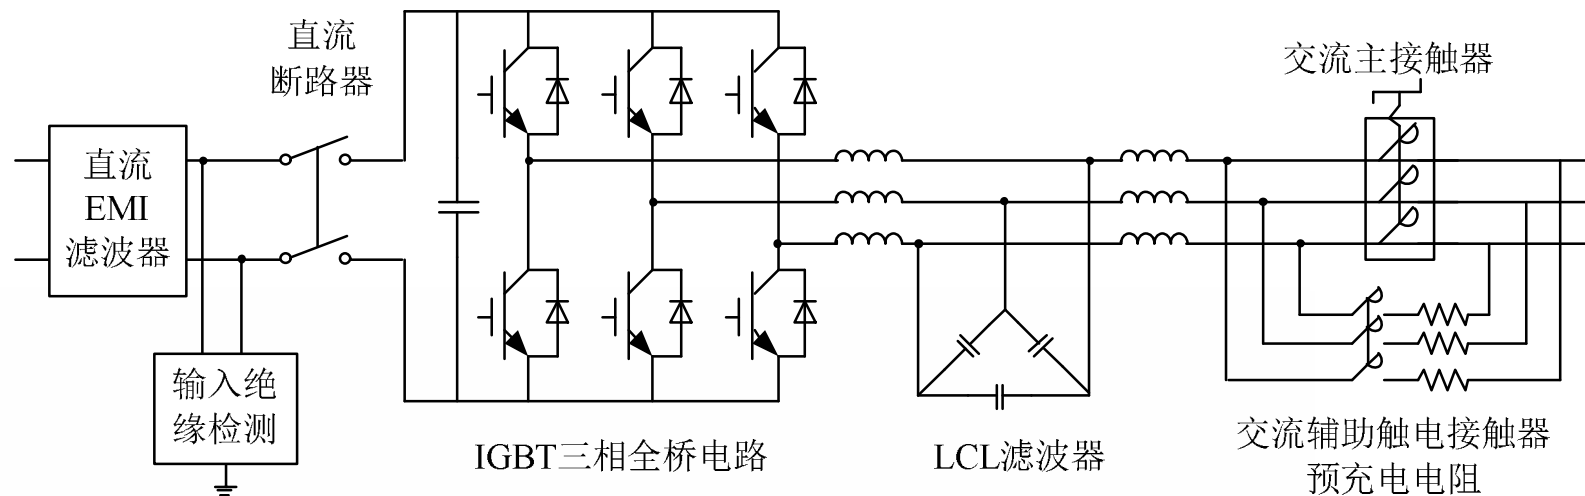 直流
断路器
交流主接触器
直流
EMI
滤波器
输入绝
缘检测
IGBT三相全桥电路
LCL滤波器
交流辅助触电接触器
预充电电阻